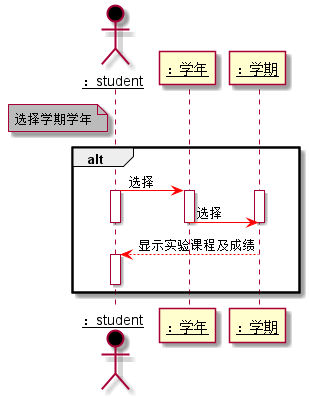 ：student
：学年
：学期
选择学期学年
alt
选择
选择
显示实验课程及成绩
：student
：学年
：学期